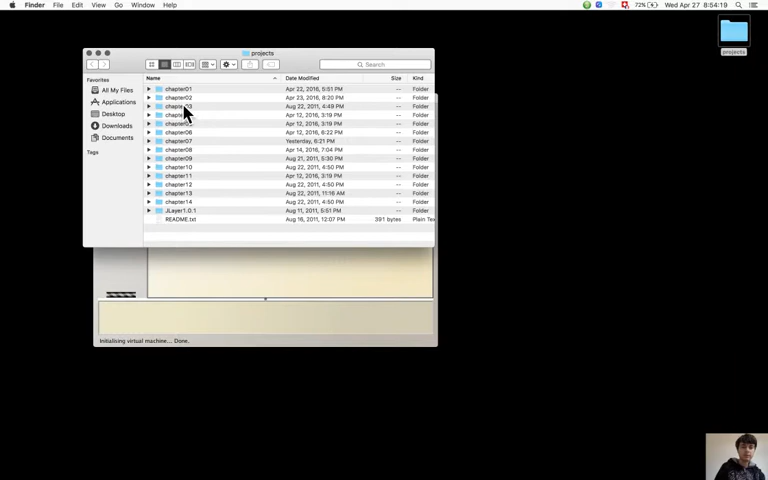 Finder File Edit View Go Window Help
72% Wed Apr 27 8:54:19
projects
projects
Search
Favorites
All My Files
Applications
Desktop
Downloads
Documents
Tags
Name Date Modified Size Kind
chapter01 Apr 22, 2016, 5:51 PM -- Folder
chapter02 Apr 23, 2016, 8:20 PM -- Folder
chapter03 Aug 22, 2011, 4:49 PM -- Folder
Apr 12, 2016, 3:19 PM -- Folder
Apr 12, 2016, 3:19 PM -- Folder
chapter06 Apr 12, 2016, 6:22 PM -- Folder
chapter07 Yesterday, 6:21 PM -- Folder
chapter08 Apr 14, 2016, 7:04 PM -- Folder
chapter09 Aug 21, 2011, 5:30 PM -- Folder
chapter10 Aug 22, 2011, 4:50 PM -- Folder
chapter11 Apr 12, 2016, 3:19 PM -- Folder
chapter12 Aug 22, 2011, 4:50 PM -- Folder
chapter13 Aug 22, 2011, 11:16 AM -- Folder
chapter14 Aug 22, 2011, 4:50 PM -- Folder
JLayer1.0.1 Aug 11, 2011, 5:51 PM -- Folder
README.txt Aug 16, 2011, 12:07 PM 391 bytes Plain Tex
Initialising virtual machine... Done.